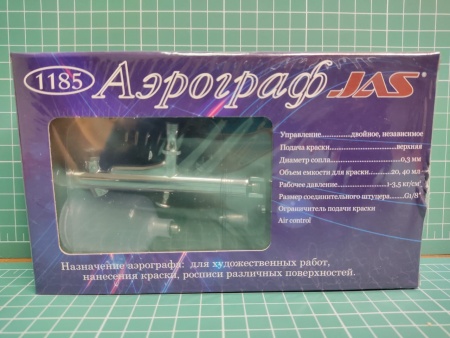 1185 Аэрограф JAS®
Управление..............двойное, независимое
Подача краски..............................верхняя
Диаметр сопла..............................0,3 мм
Объем емкости для краски.......20, 40 мл
Рабочее давление................1-3,5 кг/см²
Размер соединительного штуцера........G1/8"
Ограничитель подачи краски
Air control
Назначение аэрографа: для художественных работ,
нанесения краски, росписи различных поверхностей.